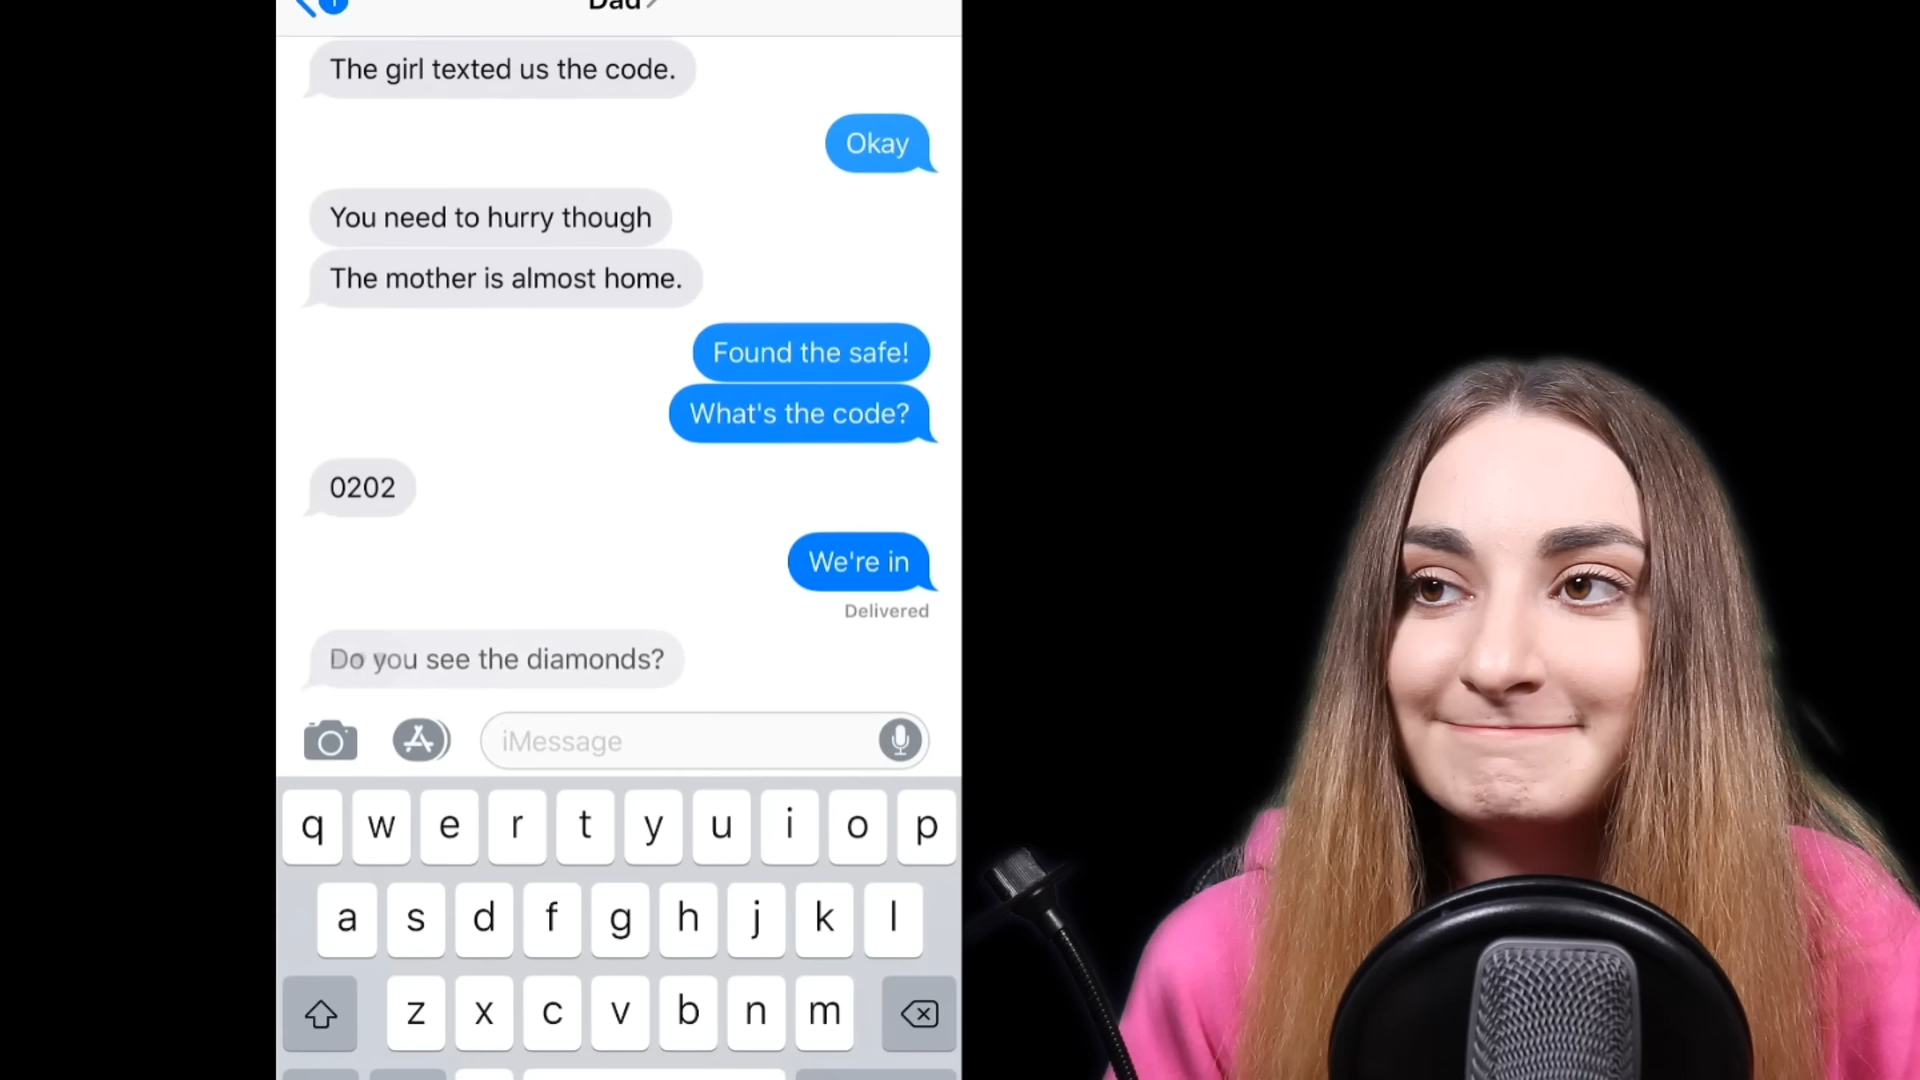 Dad
The girl texted us the code.
Okay
You need to hurry though
The mother is almost home.
Found the safe!
What's the code?
0202
We're in
Delivered
Do you see the diamonds?
iMessage
q w e r t y u i o p
a s d f g h j k l
z x c v b n m